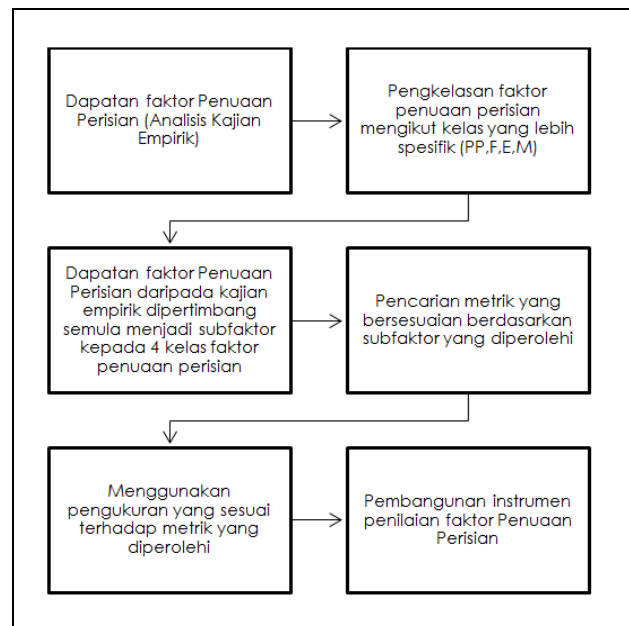 Dapatan faktor Penuaan
Perisian (Analisis Kajian
Empirik)
Pengkelasan faktor
penuaan perisian
mengikut kelas yang lebih
spesifik (PP,F,E,M)
Dapatan faktor Penuaan
Perisian daripada kajian
empirik dipertimbang
semula menjadi subfaktor
kepada 4 kelas faktor
penuaan perisian
Pencarian metrik yang
bersesuaian berdasarkan
subfaktor yang diperolehi
Menggunakan
pengukuran yang sesuai
terhadap metrik yang
diperolehi
Pembangunan instrumen
penilaian faktor Penuaan
Perisian